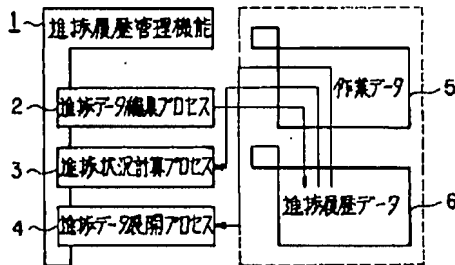 1 進捗履歴管理機能
2 進捗データ編集プロセス
3 進捗状況計算プロセス
4 進捗データ展開プロセス
作業データ 5
進捗履歴データ 6